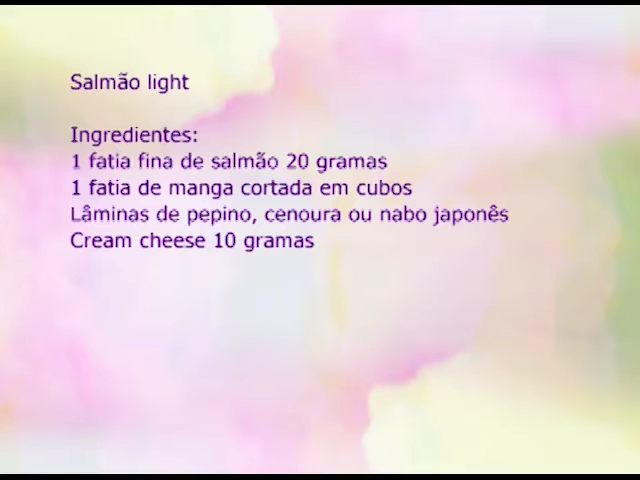 Salmão light
Ingredientes:
1 fatia fina de salmão 20 gramas
1 fatia de manga cortada em cubos
Lâminas de pepino, cenoura ou nabo japonês
Cream cheese 10 gramas